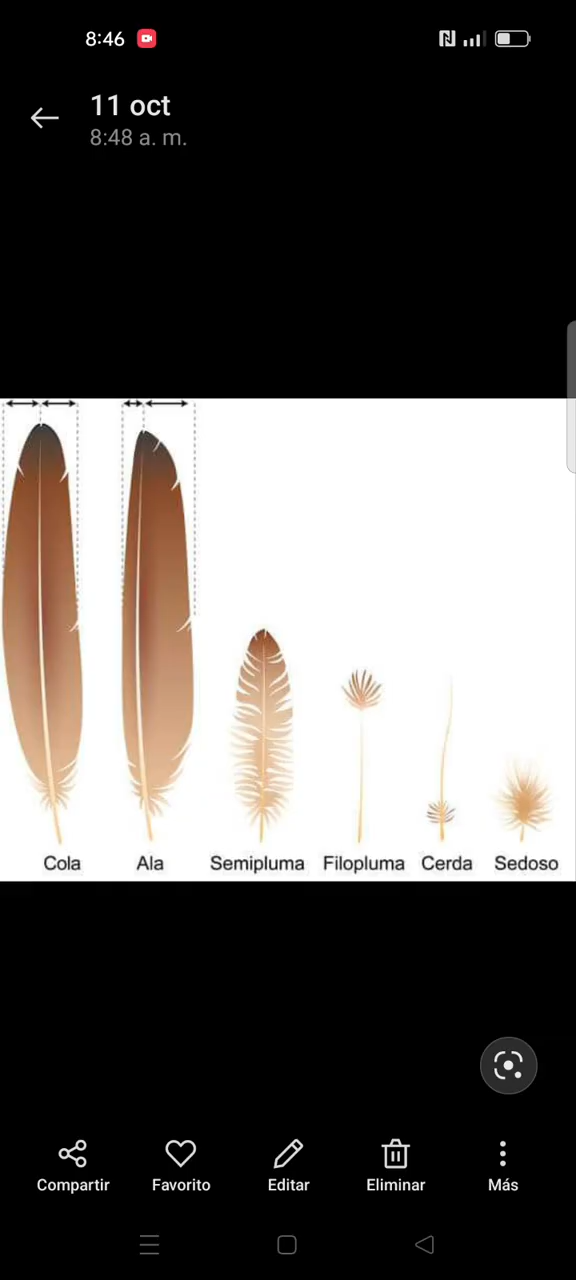 8:46
11 oct
8:48 a. m.
Cola Ala Semipluma Filopluma Cerda Sedoso
Compartir Favorito Editar Eliminar Más